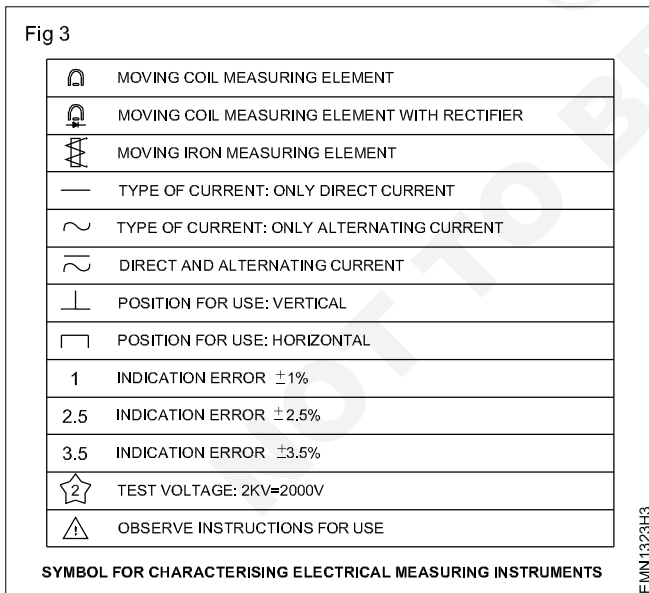 Fig 3
MOVING COIL MEASURING ELEMENT
MOVING COIL MEASURING ELEMENT WITH RECTIFIER
MOVING IRON MEASURING ELEMENT
TYPE OF CURRENT: ONLY DIRECT CURRENT
TYPE OF CURRENT: ONLY ALTERNATING CURRENT
DIRECT AND ALTERNATING CURRENT
POSITION FOR USE: VERTICAL
POSITION FOR USE: HORIZONTAL
1 INDICATION ERROR ±1%
2.5 INDICATION ERROR ±2.5%
3.5 INDICATION ERROR ±3.5%
2 TEST VOLTAGE: 2KV=2000V
! OBSERVE INSTRUCTIONS FOR USE
SYMBOL FOR CHARACTERISING ELECTRICAL MEASURING INSTRUMENTS
EMN1323H3
NOT TO BE